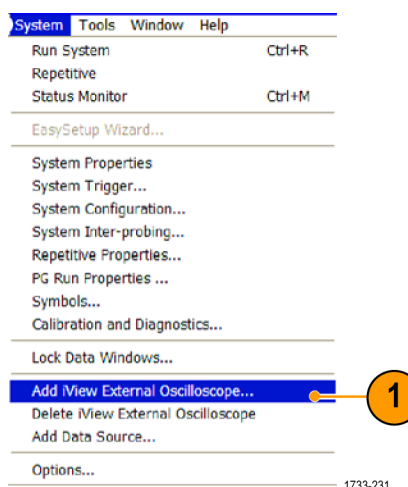 System Tools Window Help
Run System Ctrl+R
Repetitive
Status Monitor Ctrl+M
EasySetup Wizard...
System Properties
System Trigger...
System Configuration...
System Inter-probing...
Repetitive Properties...
PG Run Properties ...
Symbols...
Calibration and Diagnostics...
Lock Data Windows...
Add iView External Oscilloscope...
1
Delete iView External Oscilloscope
Add Data Source...
Options...
1733-231